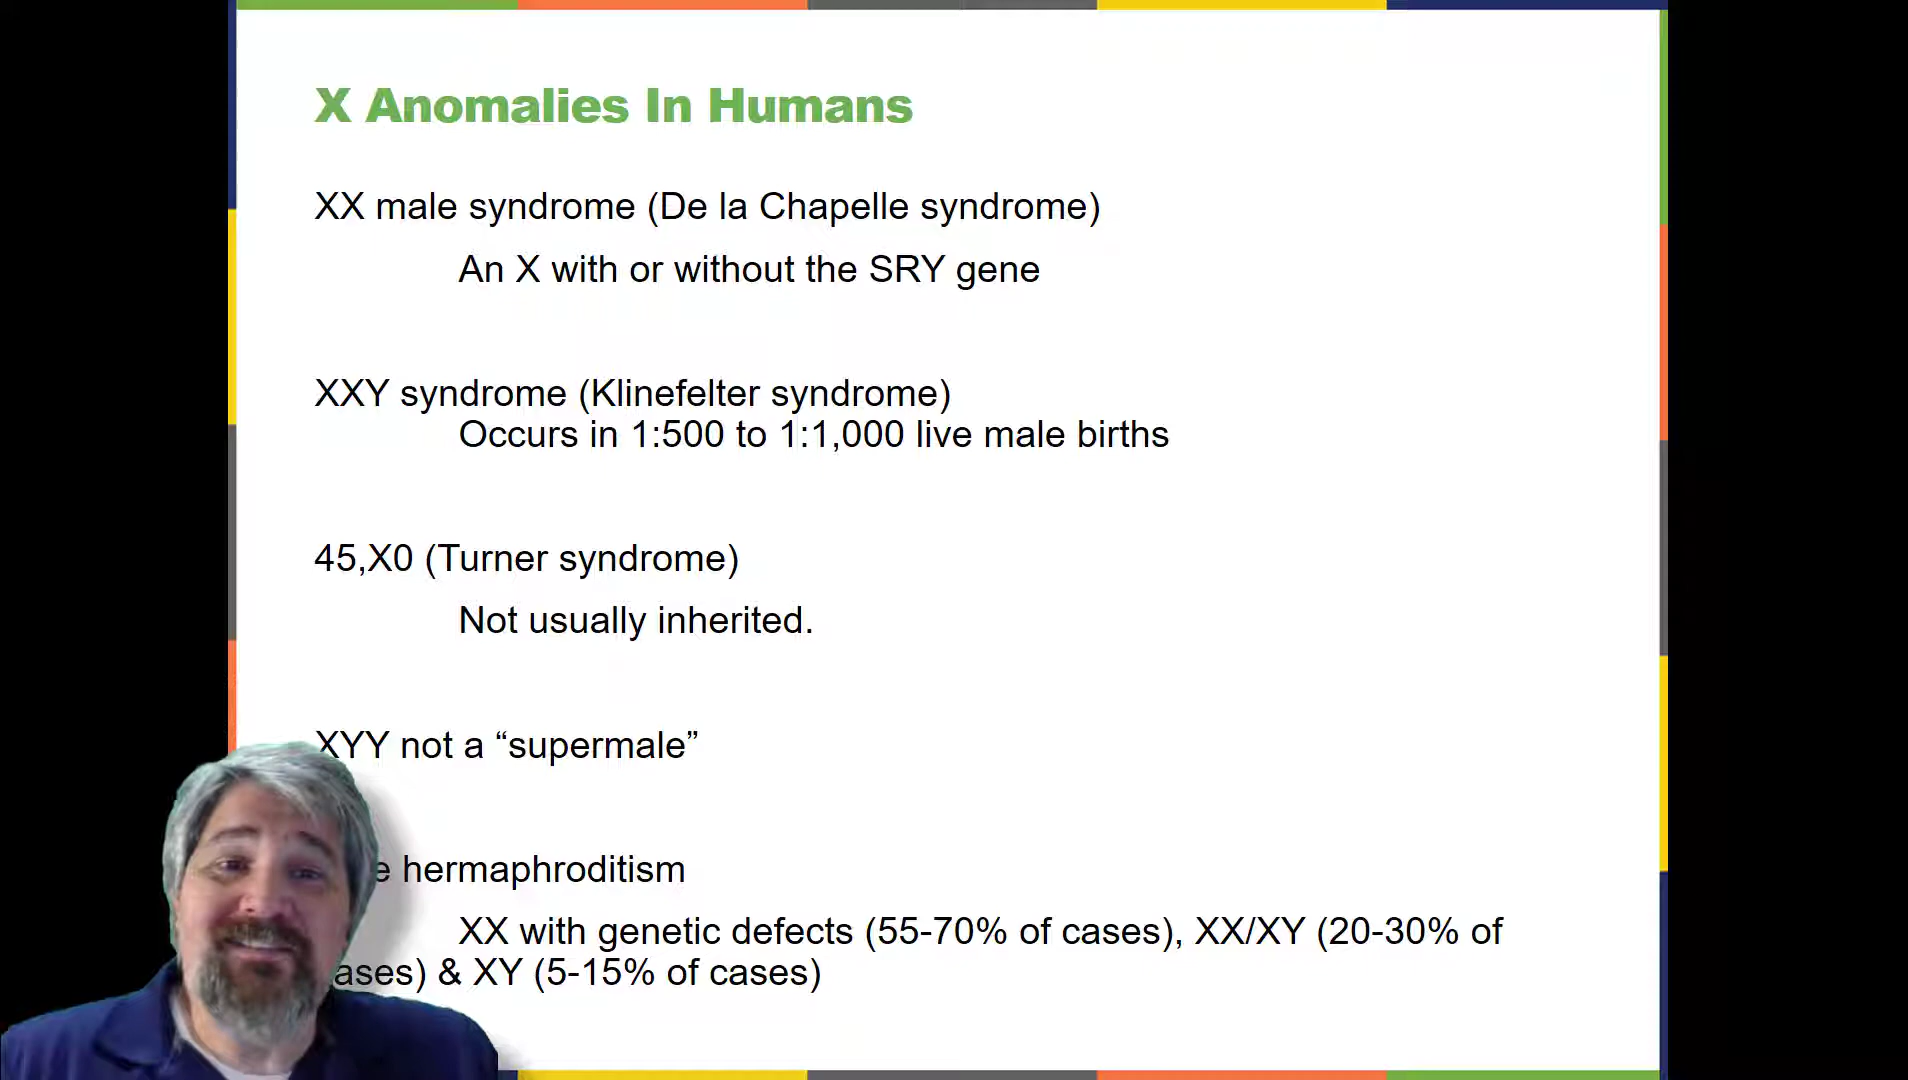 X Anomalies In Humans
XX male syndrome (De la Chapelle syndrome)
An X with or without the SRY gene
XXY syndrome (Klinefelter syndrome)
Occurs in 1:500 to 1:1,000 live male births
45,X0 (Turner syndrome)
Not usually inherited.
XYY not a “supermale”
hermaphroditism
XX with genetic defects (55-70% of cases), XX/XY (20-30% of
ases) & XY (5-15% of cases)